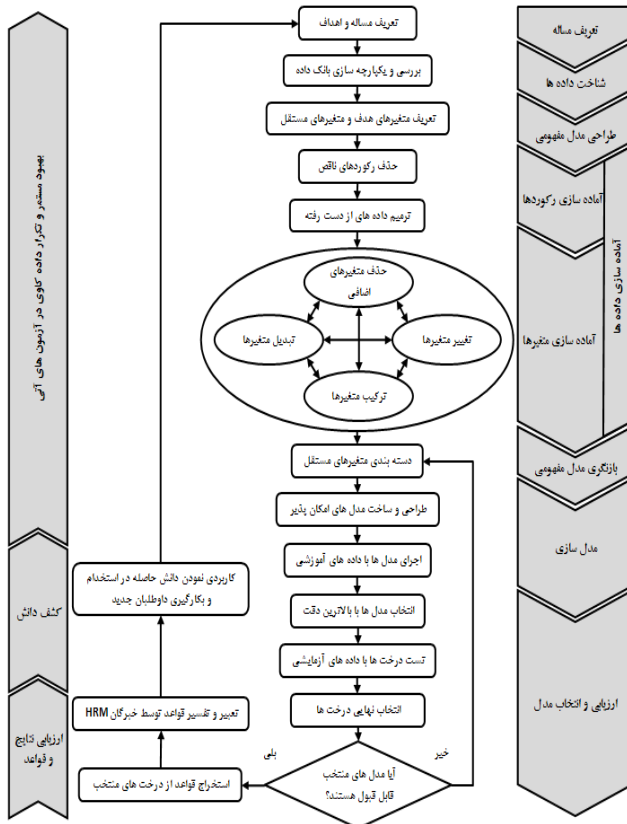 تعریف مساله و اهداف
بررسی و یکپارچه سازی بانک داده
تعریف متغیرهای هدف و متغیرهای مستقل
حذف رکوردهای ناقص
ترمیم داده های از دست رفته
حذف متغیرهای
اضافی
تغییر متغیرها
تبدیل متغیرها
ترکیب متغیرها
دسته بندی متغیرهای مستقل
طراحی و ساخت مدل های امکان پذیر
اجرای مدل ها با داده های آموزشی
انتخاب مدل ها با بالاترین دقت
تست درخت ها با داده های آزمایشی
انتخاب نهایی درخت ها
آیا مدل های منتخب
قابل قبول هستند؟
خیر
بلی
استخراج قواعد از درخت های منتخب
تعبیر و تفسیر قواعد توسط خبرگان HRM
کاربردی نمودن دانش حاصله در استخدام
و بکارگیری داوطلبان جدید
تعریف مساله
شناخت داده ها
طراحی مدل مفهومی
آماده سازی رکوردها
آماده سازی متغیرها
آماده سازی داده ها
بازنگری مدل مفهومی
مدل سازی
ارزیابی و انتخاب مدل
ارزیابی نتایج
و قواعد
کشف دانش
بهبود مستمر و تکرار داده کاوی در آزمون های آتی